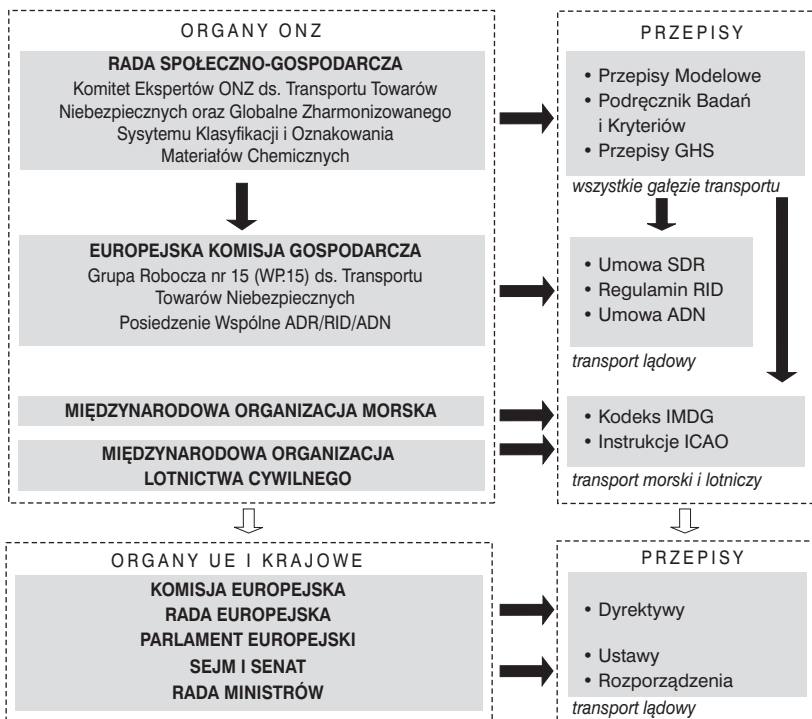 ORGANY ONZ
RADA SPOŁECZNO-GOSPODARCZA
Komitet Ekspertów ONZ ds. Transportu Towarów
Niebezpiecznych oraz Globalne Zharmonizowanego
Sysytemu Klasyfikacji i Oznakowania
Materiałów Chemicznych
EUROPEJSKA KOMISJA GOSPODARCZA
Grupa Robocza nr 15 (WP.15) ds. Transportu
Towarów Niebezpiecznych
Posiedzenie Wspólne ADR/RID/ADN
MIĘDZYNARODOWA ORGANIZACJA MORSKA
MIĘDZYNARODOWA ORGANIZACJA
LOTNICTWA CYWILNEGO
PRZEPISY
• Przepisy Modelowe
• Podręcznik Badań
i Kryteriów
• Przepisy GHS
wszystkie gałęzie transportu
• Umowa SDR
• Regulamin RID
• Umowa ADN
transport lądowy
• Kodeks IMDG
• Instrukcje ICAO
transport morski i lotniczy
ORGANY UE I KRAJOWE
KOMISJA EUROPEJSKA
RADA EUROPEJSKA
PARLAMENT EUROPEJSKI
SEJM I SENAT
RADA MINISTRÓW
PRZEPISY
• Dyrektywy
• Ustawy
• Rozporządzenia
transport lądowy